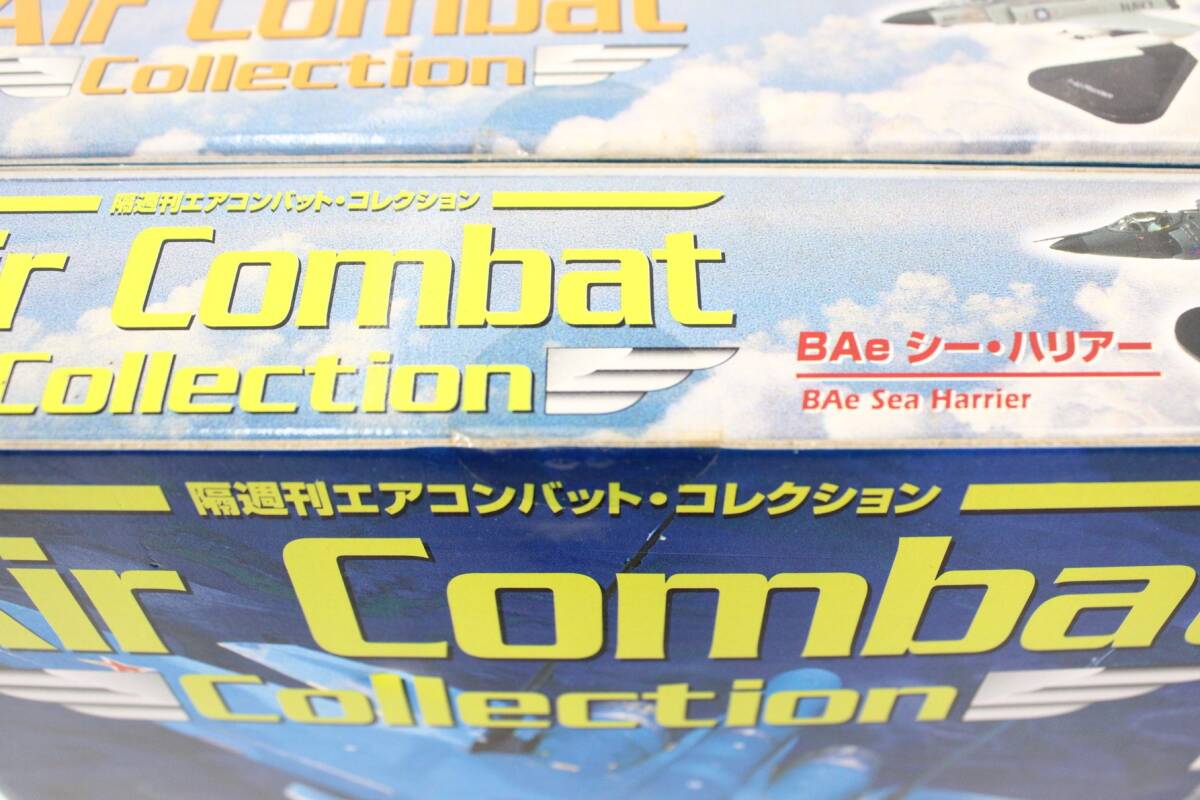 Air Combat
Collection
隔週刊エアコンバット・コレクション
ir Combat
Collection
BAe シー・ハリアー
BAe Sea Harrier
隔週刊エアコンバット・コレクション
Air Comba
Collection